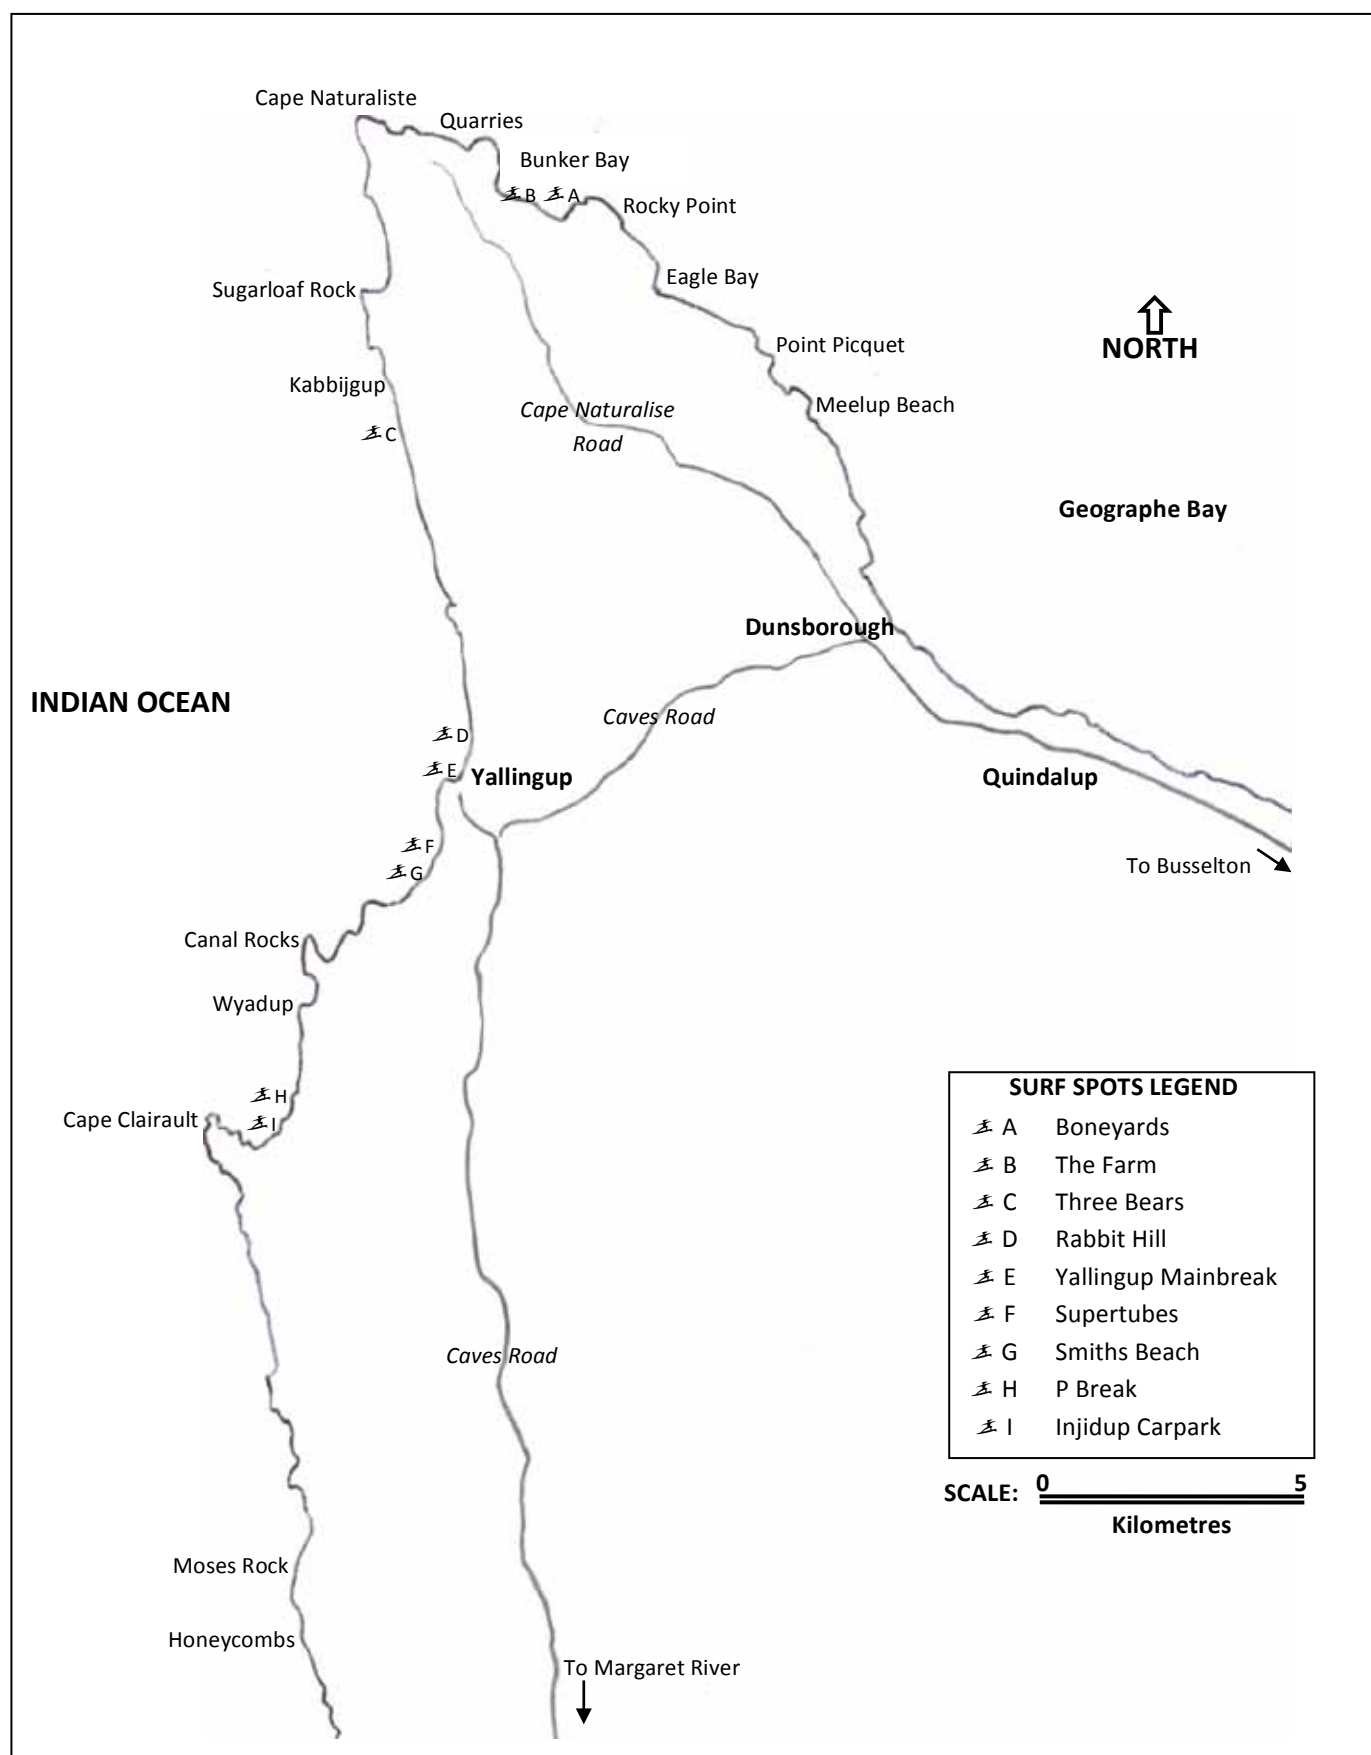 Cape Naturaliste
Quarries
Bunker Bay
B
A
Rocky Point
Eagle Bay
Sugarloaf Rock
NORTH
Point Picquet
Kabbijgup
Meelup Beach
Cape Naturalise
Road
C
Geographe Bay
Dunsborough
INDIAN OCEAN
Caves Road
D
E
Yallingup
Quindalup
F
G
To Busselton
Canal Rocks
Wyadup
H
Cape Clairault
I
SURF SPOTS LEGEND
A Boneyards
B The Farm
C Three Bears
D Rabbit Hill
E Yallingup Mainbreak
F Supertubes
G Smiths Beach
H P Break
I Injidup Carpark
Caves Road
SCALE: 0 5
Kilometres
Moses Rock
Honeycombs
To Margaret River